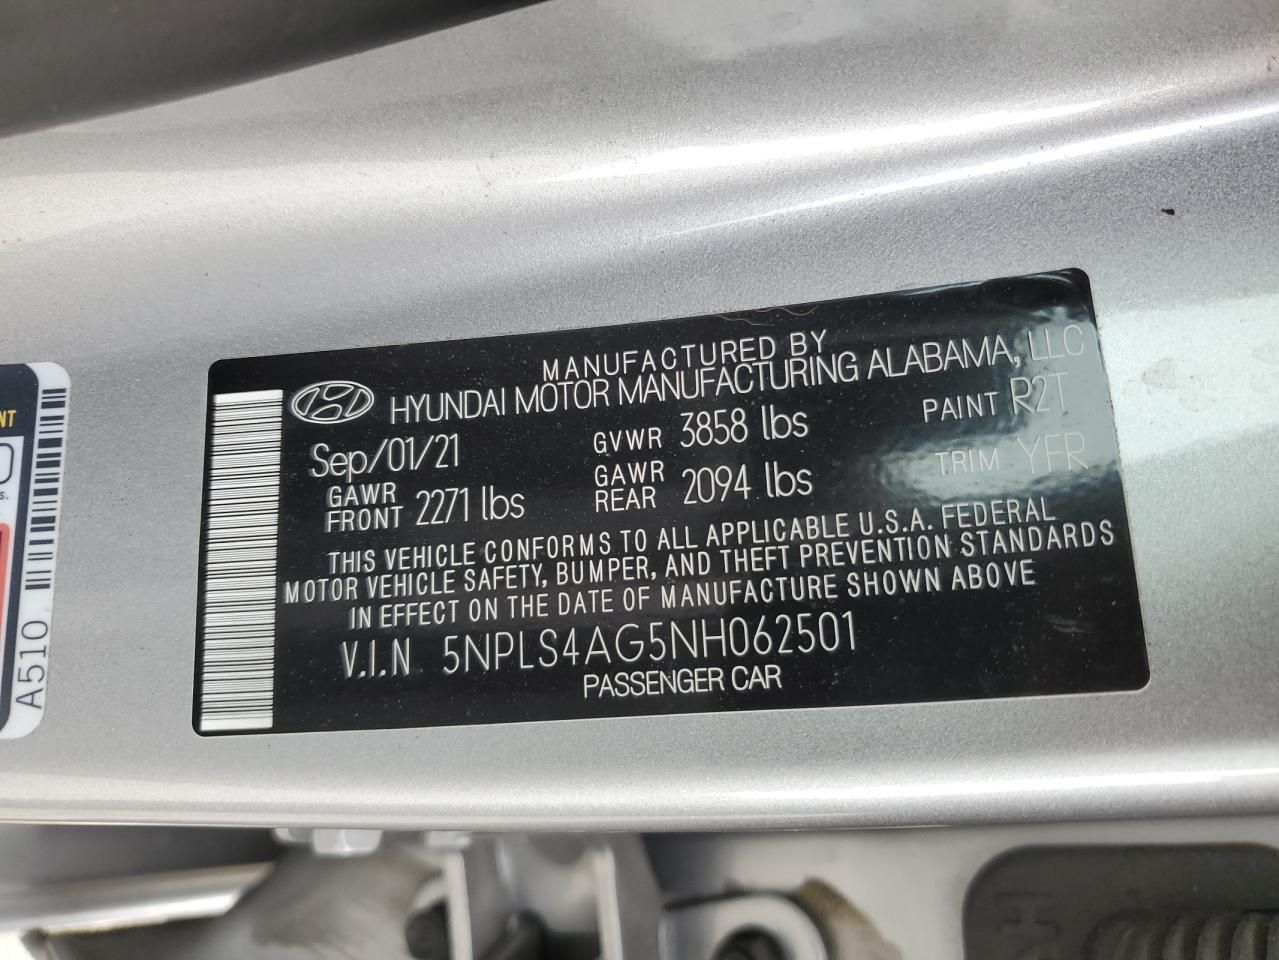 MANUFACTURED BY
HYUNDAI MOTOR MANUFACTURING ALABAMA, LLC
Sep/01/21 GVWR 3858 lbs PAINT R2T
GAWR FRONT 2271 lbs GAWR REAR 2094 lbs TRIM YFR
THIS VEHICLE CONFORMS TO ALL APPLICABLE U.S.A. FEDERAL
MOTOR VEHICLE SAFETY, BUMPER, AND THEFT PREVENTION STANDARDS
IN EFFECT ON THE DATE OF MANUFACTURE SHOWN ABOVE
V.I.N 5NPLS4AG5NH062501
PASSENGER CAR
A510